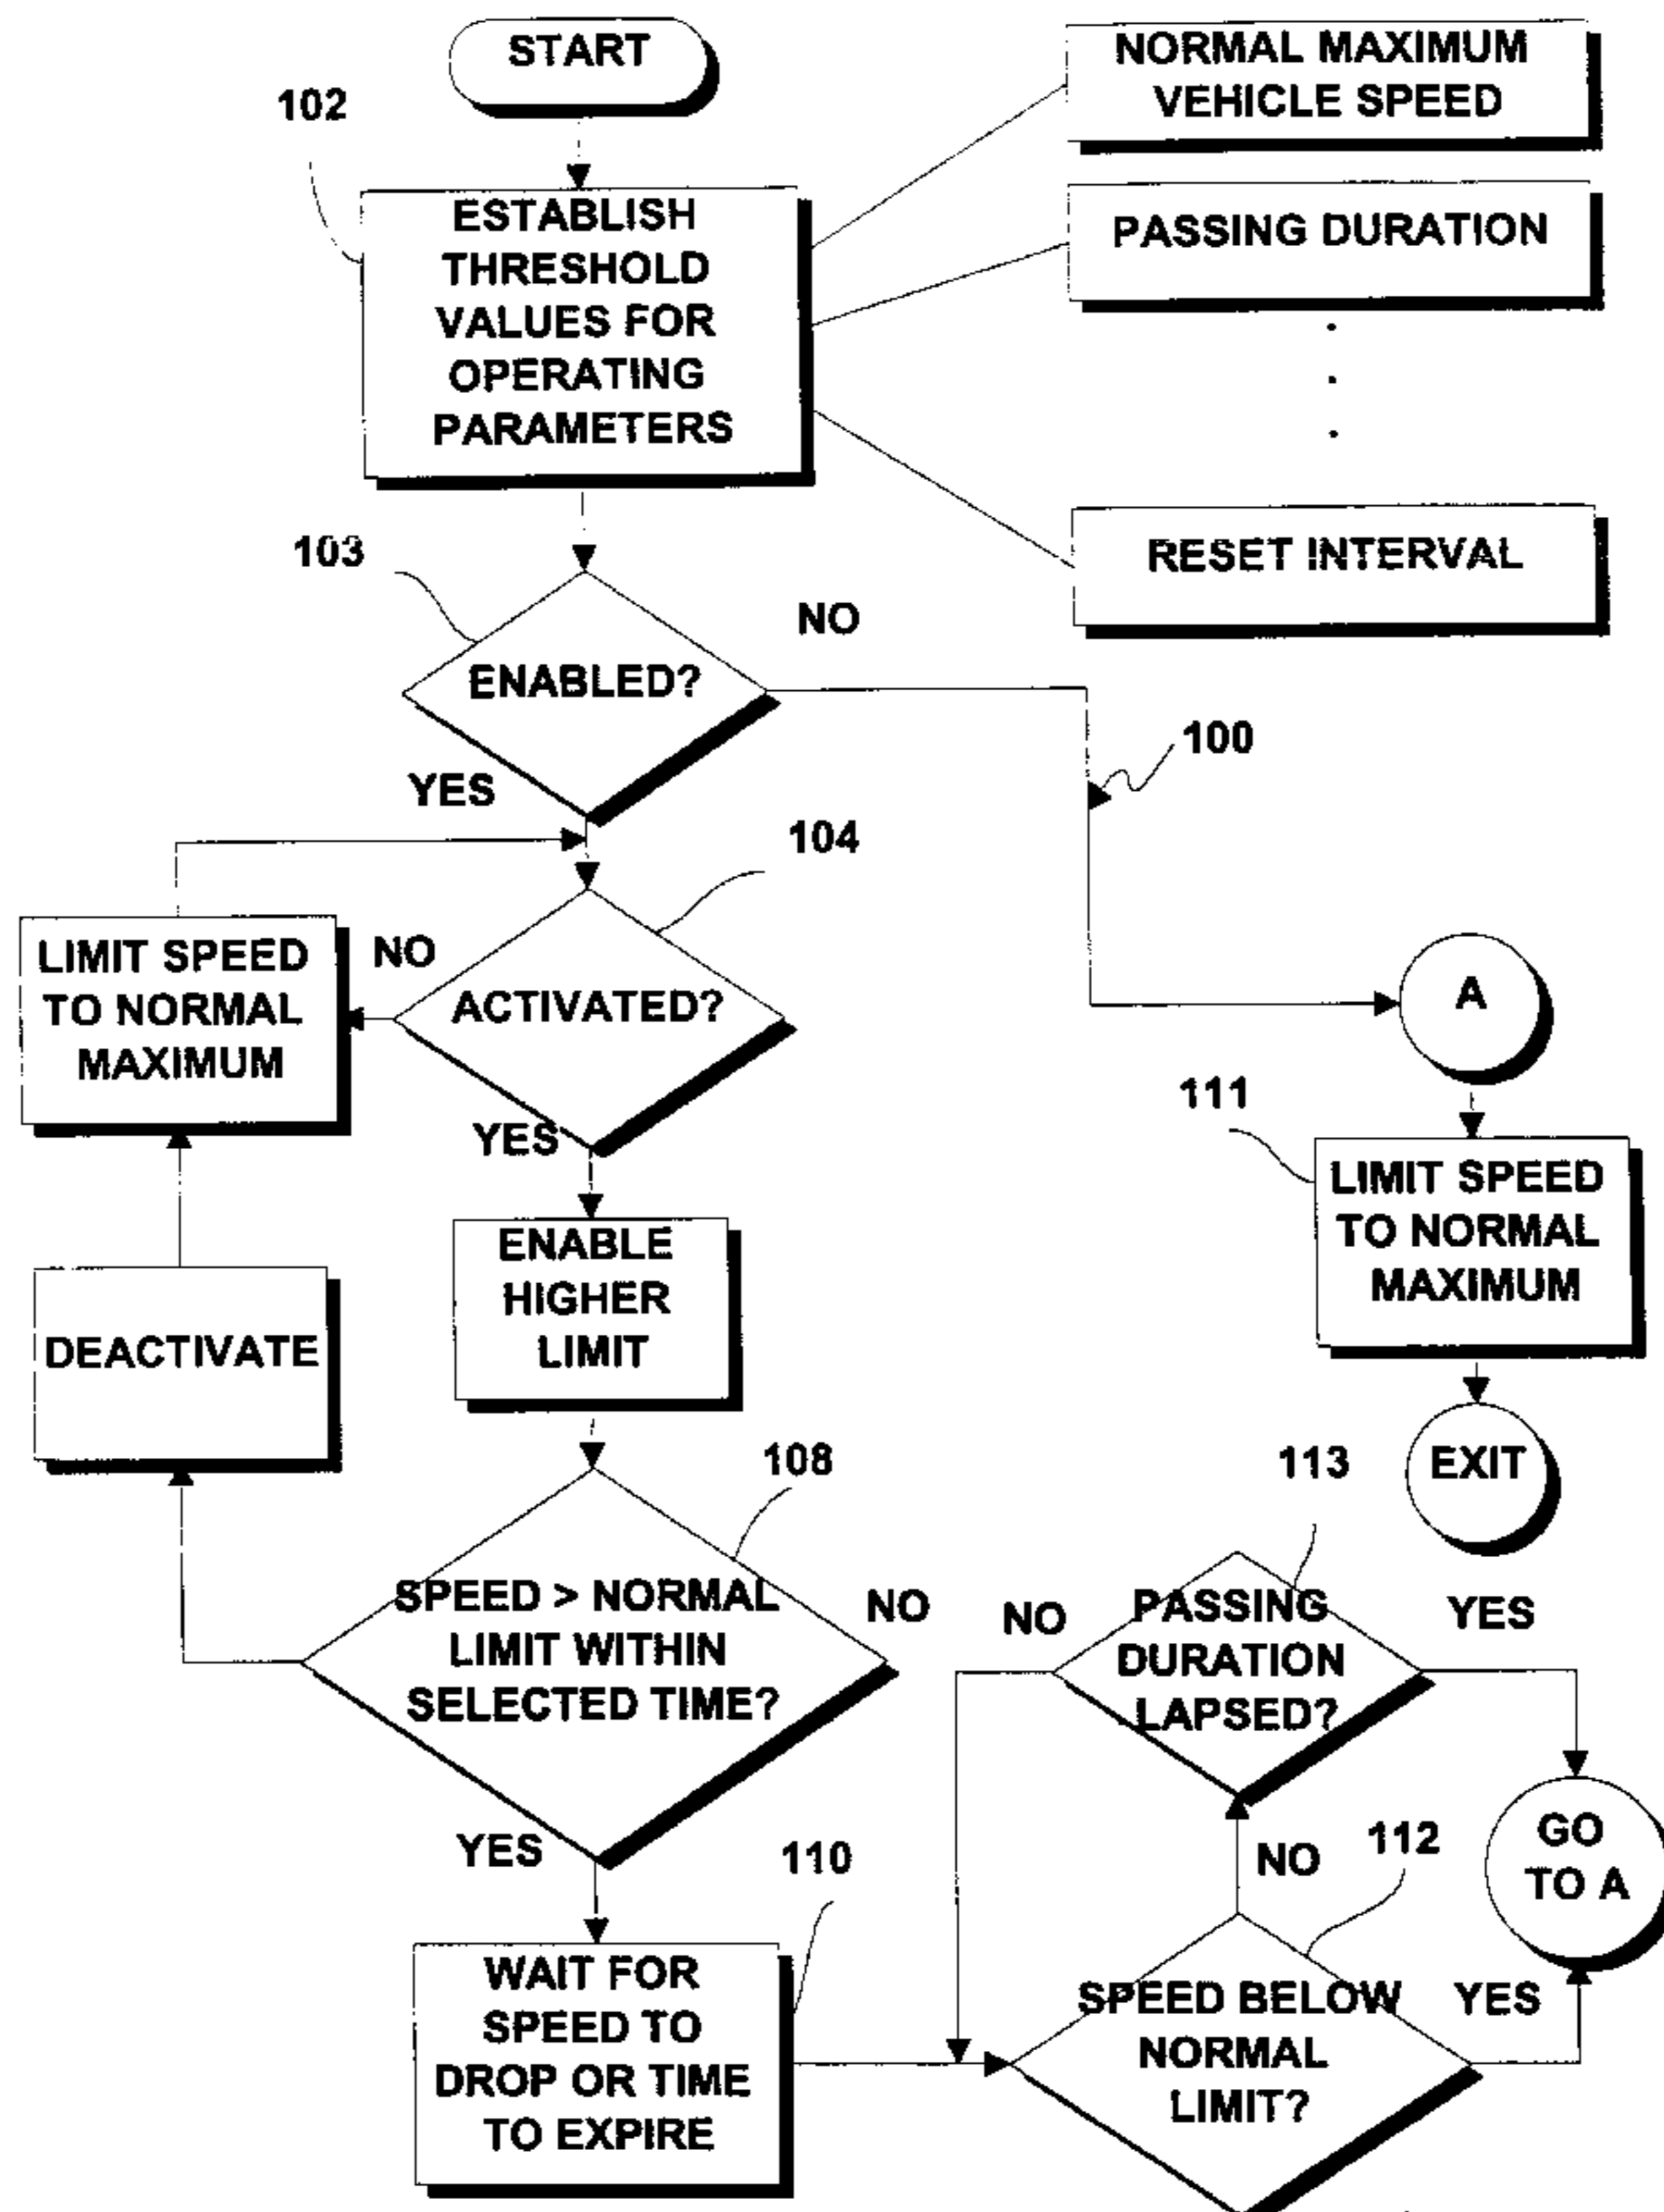 START
NORMAL MAXIMUM
VEHICLE SPEED
102
ESTABLISH
THRESHOLD
VALUES FOR
OPERATING
PARAMETERS
PASSING DURATION
.
.
.
RESET INTERVAL
103
ENABLED?
NO
YES
100
104
LIMIT SPEED
TO NORMAL
MAXIMUM
NO
ACTIVATED?
YES
A
111
LIMIT SPEED
TO NORMAL
MAXIMUM
EXIT
ENABLE
HIGHER
LIMIT
DEACTIVATE
108
SPEED > NORMAL
LIMIT WITHIN
SELECTED TIME?
NO
YES
113
NO
PASSING
DURATION
LAPSED?
YES
GO
TO A
110
WAIT FOR
SPEED TO
DROP OR TIME
TO EXPIRE
NO
112
SPEED BELOW
NORMAL
LIMIT?
YES